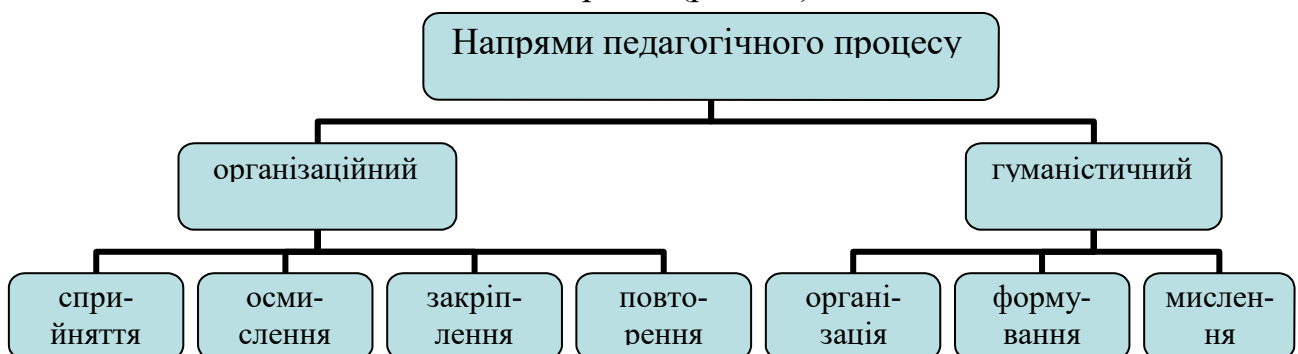 Напрями педагогічного процесу
організаційний
гуманістичний
спри-
йняття
осми-
слення
закріп-
лення
повто-
рення
органі-
зація
форму-
вання
мислен-
ня